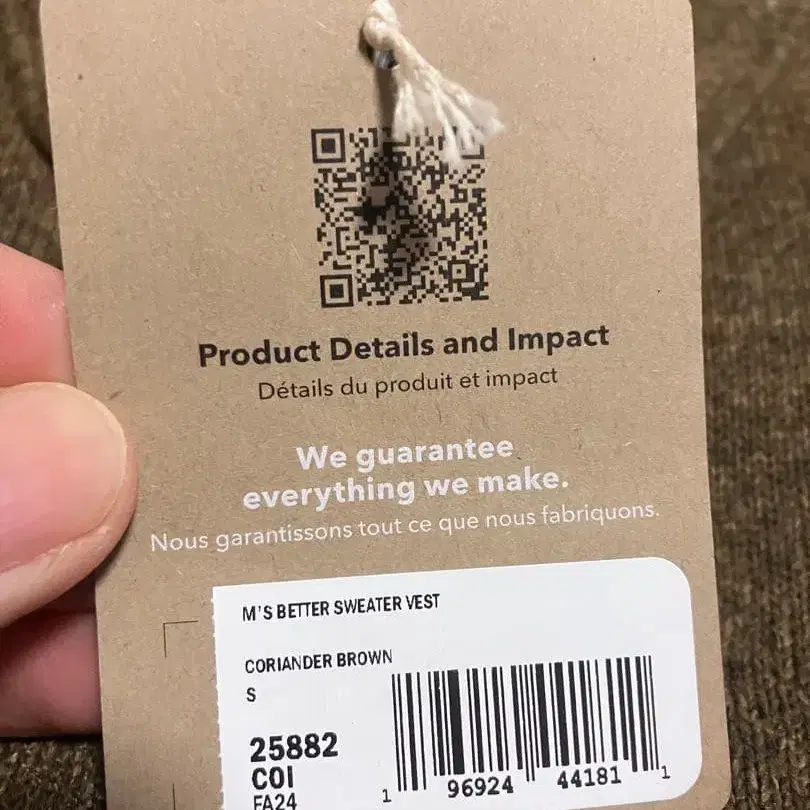 Product Details and Impact
Détails du produit et impact
We guarantee
everything we make.
Nous garantissons tout ce que nous fabriquons.
M'S BETTER SWEATER VEST
CORIANDER BROWN
S
25882
COI
FA24
1 96924 44181 1